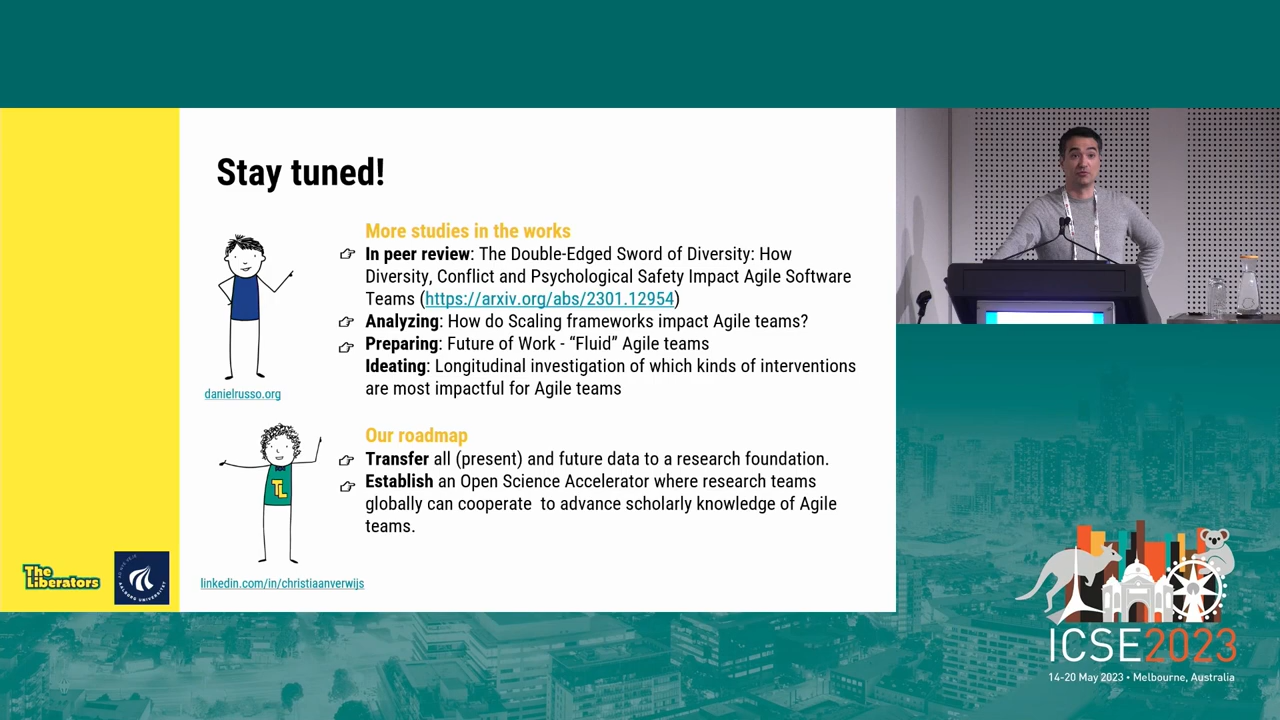 Stay tuned!
More studies in the works
In peer review: The Double-Edged Sword of Diversity: How
Diversity, Conflict and Psychological Safety Impact Agile Software
Teams (https://arxiv.org/abs/2301.12954)
Analyzing: How do Scaling frameworks impact Agile teams?
Preparing: Future of Work - “Fluid” Agile teams
Ideating: Longitudinal investigation of which kinds of interventions
are most impactful for Agile teams
danielrusso.org
Our roadmap
Transfer all (present) and future data to a research foundation.
Establish an Open Science Accelerator where research teams
globally can cooperate to advance scholarly knowledge of Agile
teams.
TL
linkedin.com/in/christiaanverwijs
The
Liberators
AALBORG UNIVERSITET
ICSE2023
14-20 May 2023 • Melbourne, Australia